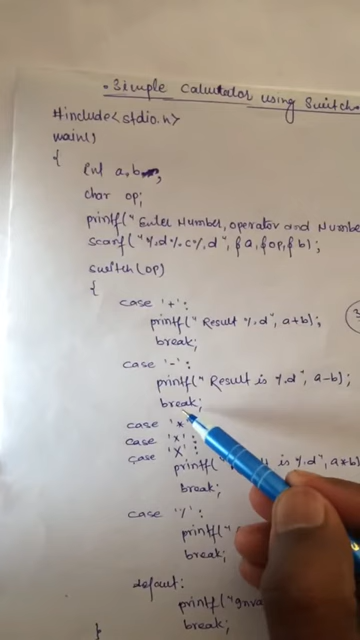 Simple Calculator using Switch
#include<stdio.h>
main()
{
int a,b;
char op;
printf("Enter Number, operator and Number
scanf("%d%c%d", &a, &op, &b);
switch(op)
{
case '+':
printf("Result %d", a+b);
break;
case '-':
printf("Result is %d", a-b);
break;
case '*'
case 'x':
case 'X':
printf( is %d", a*b)
break;
case '/':
printf(
break;
default:
printf("Inva
break;
}